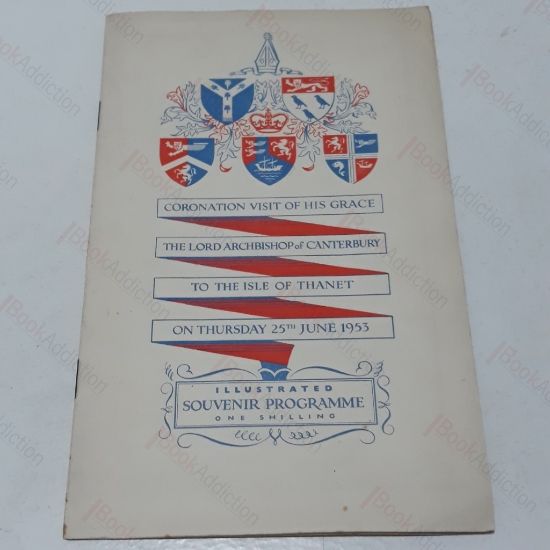 CORONATION VISIT OF HIS GRACE
THE LORD ARCHBISHOP of CANTERBURY
TO THE ISLE OF THANET
ON THURSDAY 25TH JUNE 1953
ILLUSTRATED
SOUVENIR PROGRAMME
ONE SHILLING
BookAddiction